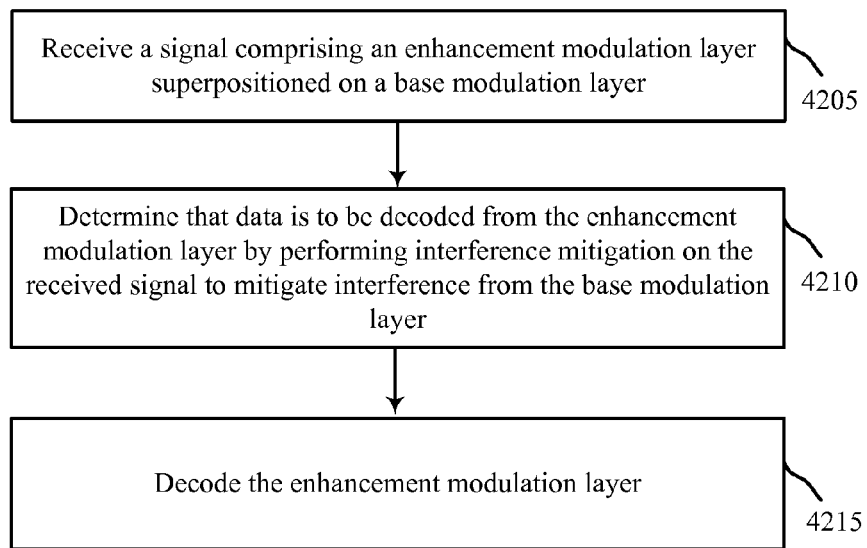 Receive a signal comprising an enhancement modulation layer
superpositioned on a base modulation layer
4205
Determine that data is to be decoded from the enhancement
modulation layer by performing interference mitigation on the
received signal to mitigate interference from the base modulation
layer
4210
Decode the enhancement modulation layer
4215